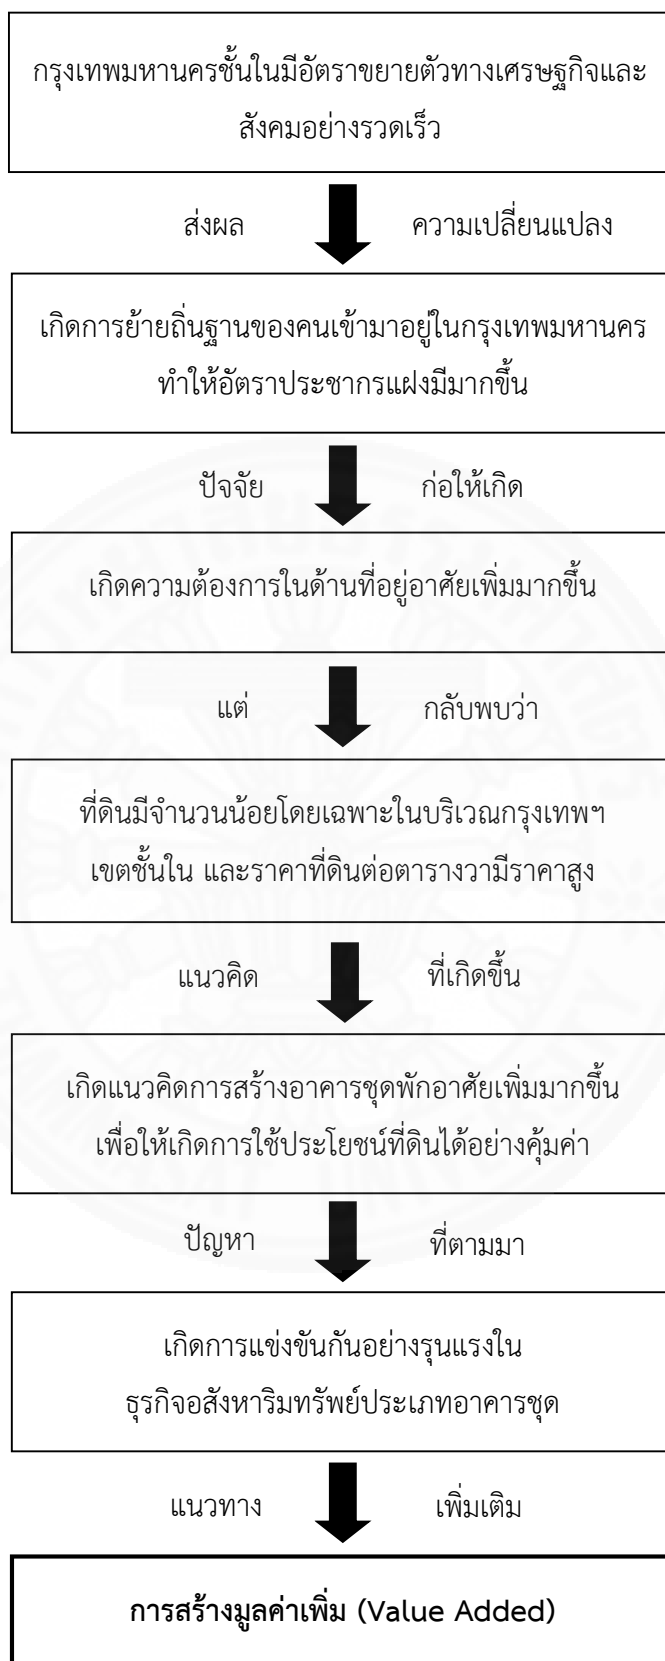 กรุงเทพมหานครชั้นในมีอัตราขยายตัวทางเศรษฐกิจและ
สังคมอย่างรวดเร็ว
ส่งผล ความเปลี่ยนแปลง
เกิดการย้ายถิ่นฐานของคนเข้ามาอยู่ในกรุงเทพมหานคร
ทำให้อัตราประชากรแฝงมีมากขึ้น
ปัจจัย ก่อให้เกิด
เกิดความต้องการในด้านที่อยู่อาศัยเพิ่มมากขึ้น
แต่ กลับพบว่า
ที่ดินมีจำนวนน้อยโดยเฉพาะในบริเวณกรุงเทพฯ
เขตชั้นใน และราคาที่ดินต่อตารางวามีราคาสูง
แนวคิด ที่เกิดขึ้น
เกิดแนวคิดการสร้างอาคารชุดพักอาศัยเพิ่มมากขึ้น
เพื่อให้เกิดการใช้ประโยชน์ที่ดินได้อย่างคุ้มค่า
ปัญหา ที่ตามมา
เกิดการแข่งขันกันอย่างรุนแรงใน
ธุรกิจอสังหาริมทรัพย์ประเภทอาคารชุด
แนวทาง เพิ่มเติม
การสร้างมูลค่าเพิ่ม (Value Added)